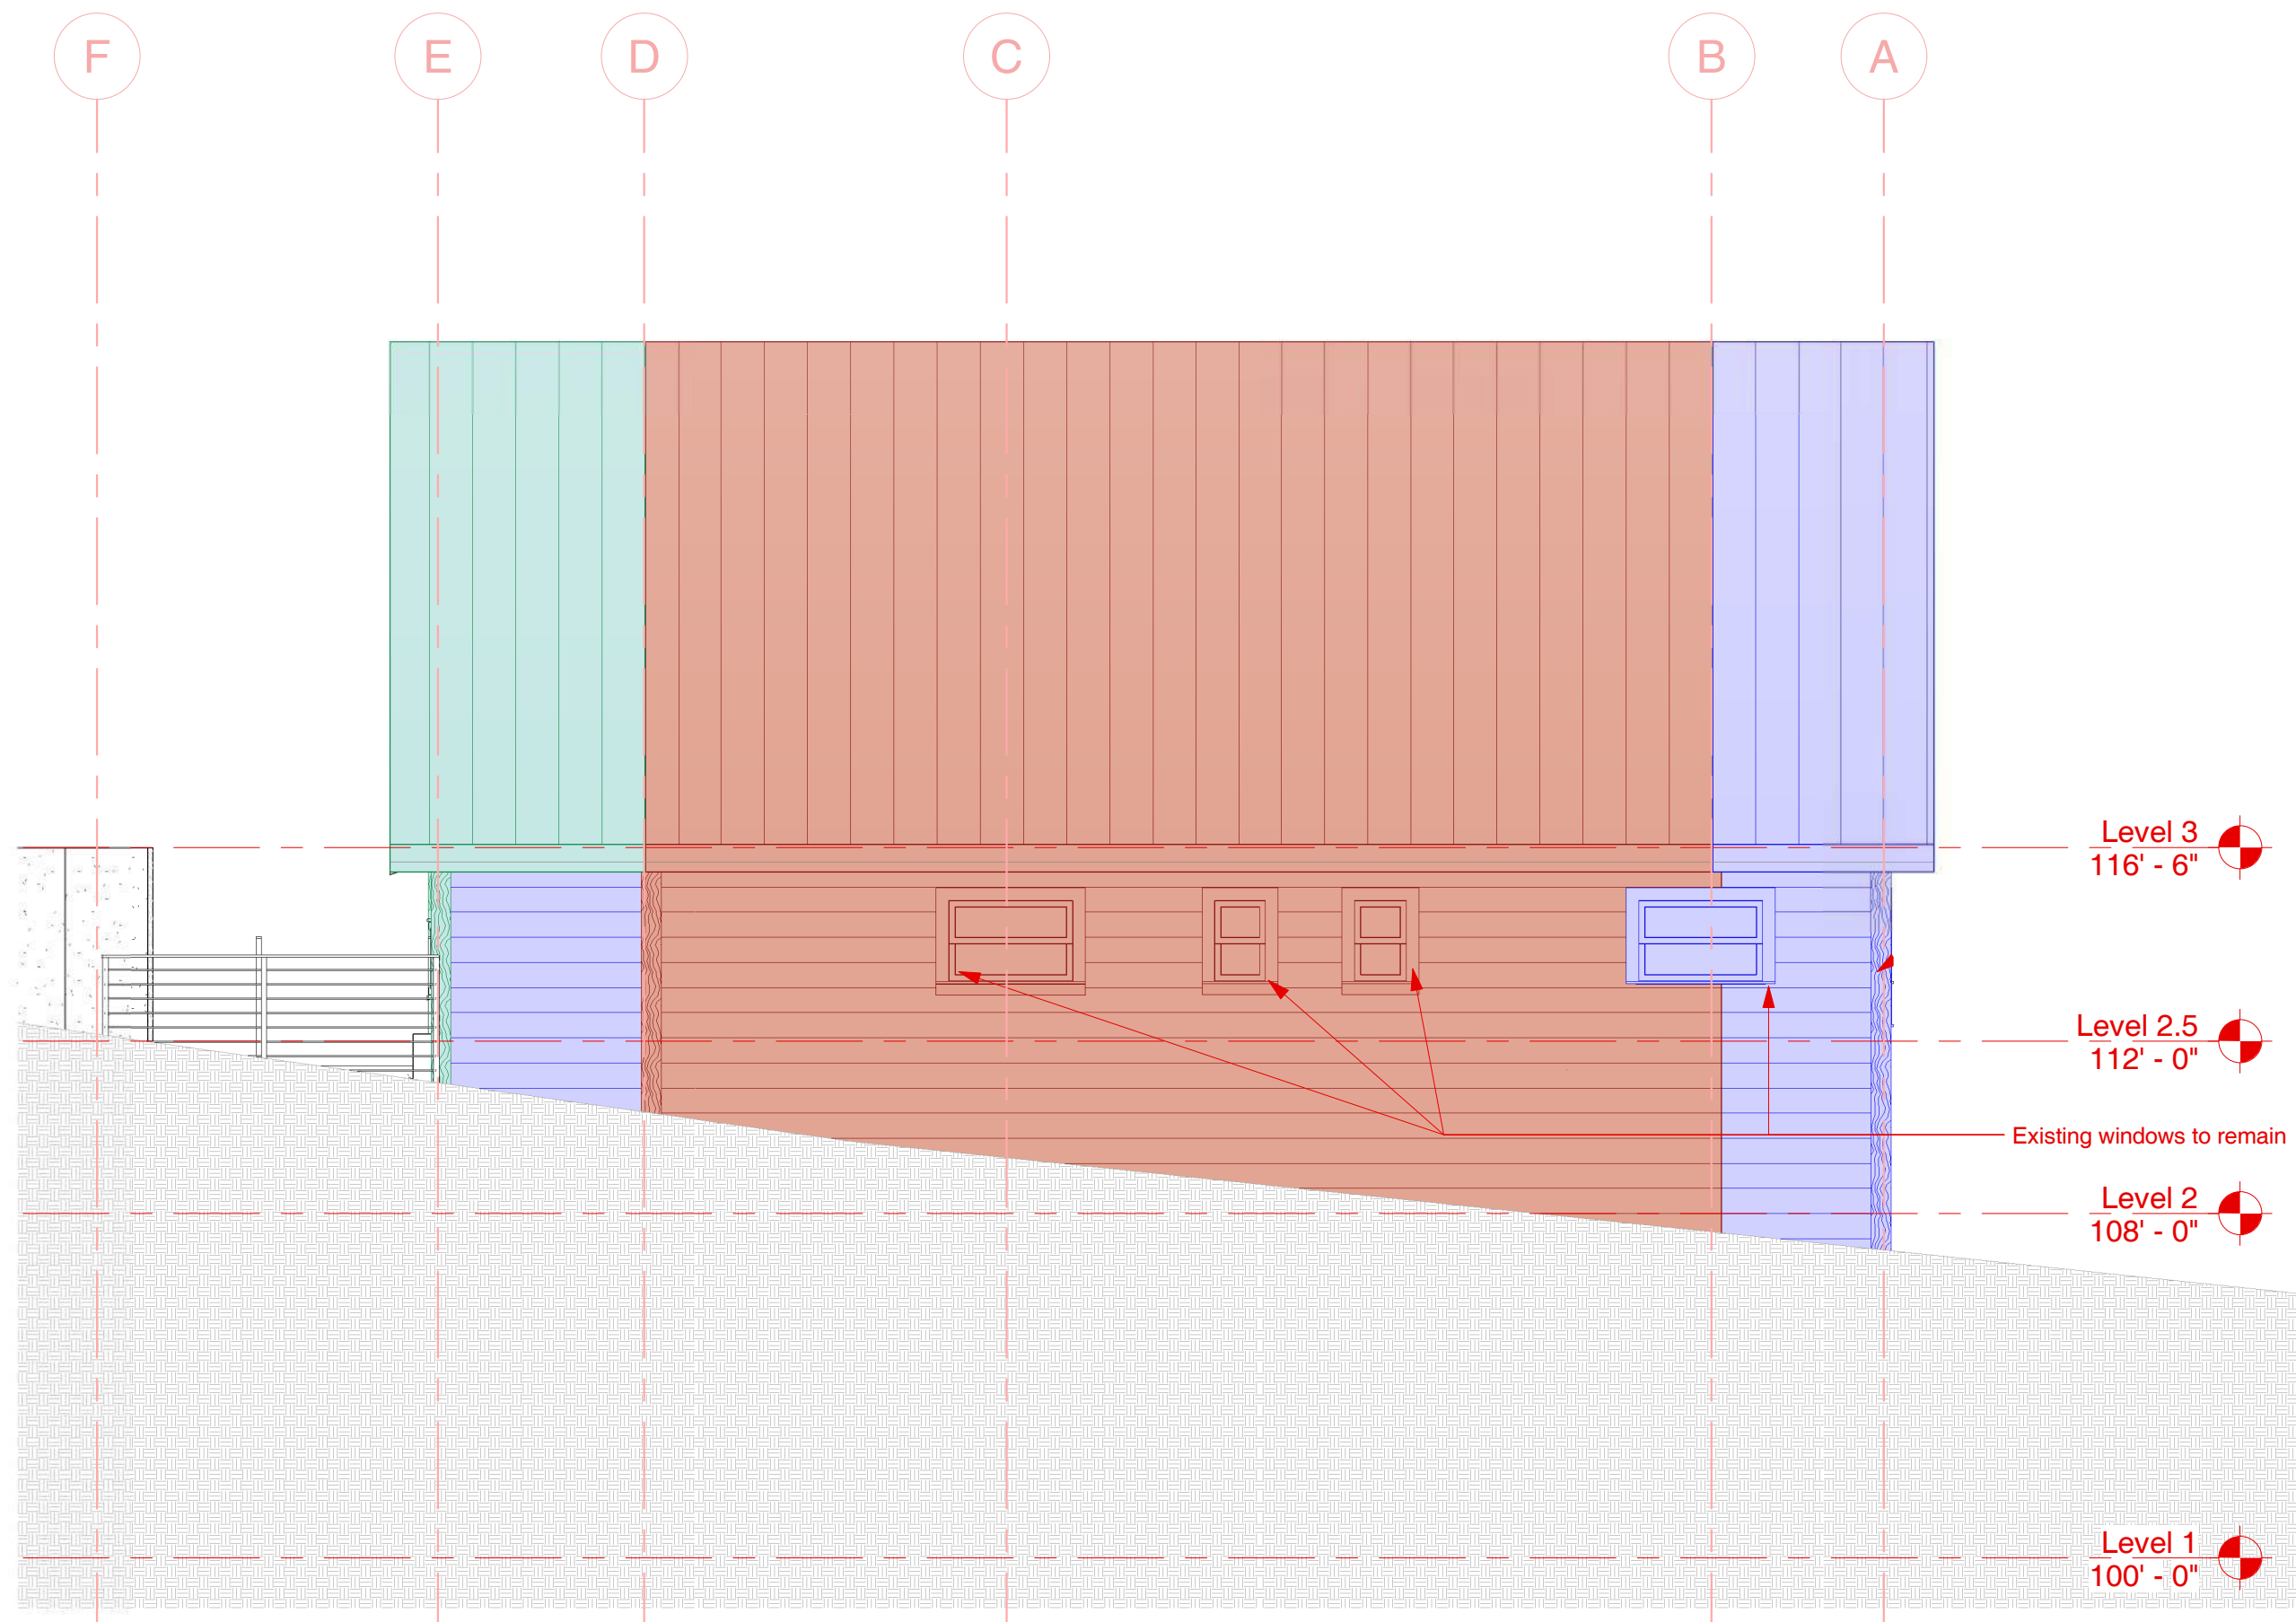 F E D C B A
Level 3
116' - 6"
Level 2.5
112' - 0"
Existing windows to remain
Level 2
108' - 0"
Level 1
100' - 0"